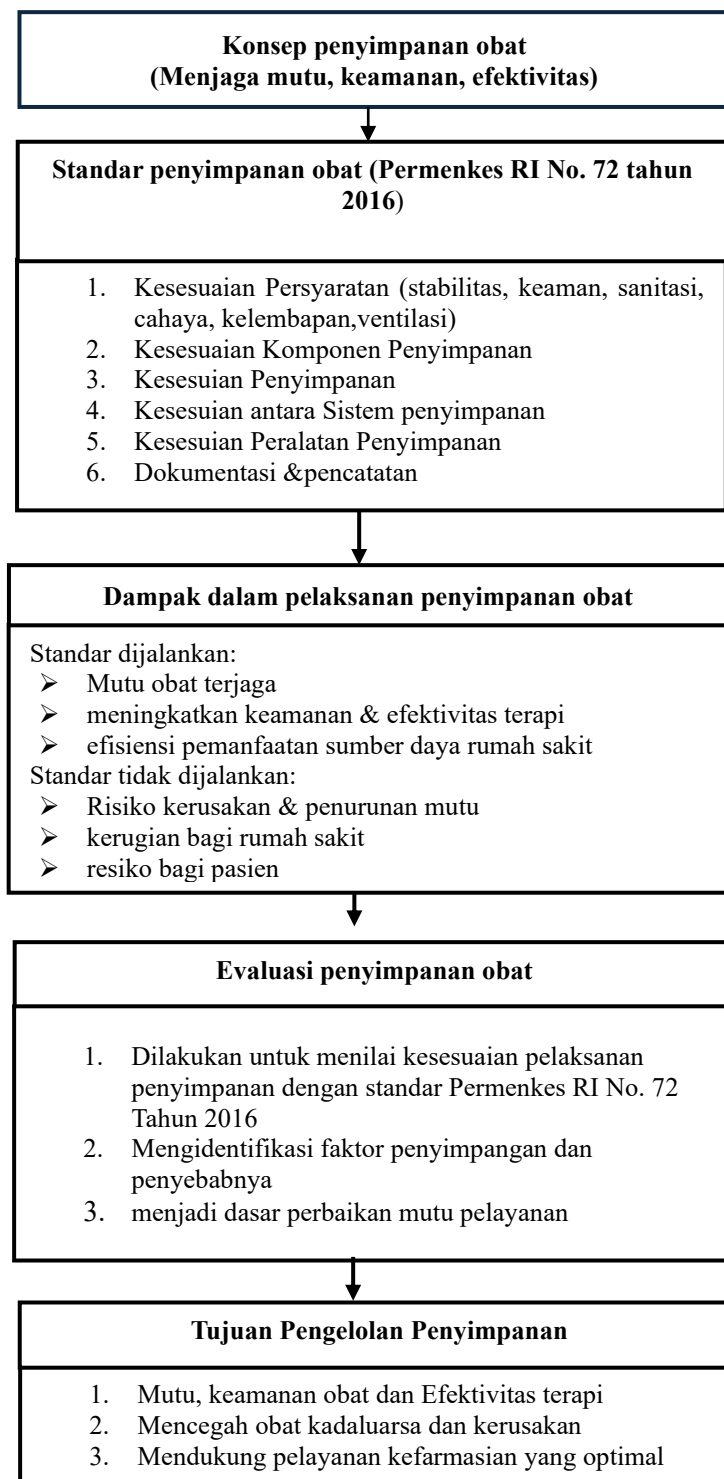 Konsep penyimpanan obat
(Menjaga mutu, keamanan, efektivitas)
Standar penyimpanan obat (Permenkes RI No. 72 tahun
2016)
1. Kesesuaian Persyaratan (stabilitas, keaman, sanitasi,
cahaya, kelembapan,ventilasi)
2. Kesesuaian Komponen Penyimpanan
3. Kesesuian Penyimpanan
4. Kesesuian antara Sistem penyimpanan
5. Kesesuian Peralatan Penyimpanan
6. Dokumentasi &pencatatan
Dampak dalam pelaksanan penyimpanan obat
Standar dijalankan:
➢ Mutu obat terjaga
➢ meningkatkan keamanan & efektivitas terapi
➢ efisiensi pemanfaatan sumber daya rumah sakit
Standar tidak dijalankan:
➢ Risiko kerusakan & penurunan mutu
➢ kerugian bagi rumah sakit
➢ resiko bagi pasien
Evaluasi penyimpanan obat
1. Dilakukan untuk menilai kesesuaian pelaksanan
penyimpanan dengan standar Permenkes RI No. 72
Tahun 2016
2. Mengidentifikasi faktor penyimpangan dan
penyebabnya
3. menjadi dasar perbaikan mutu pelayanan
Tujuan Pengelolan Penyimpanan
1. Mutu, keamanan obat dan Efektivitas terapi
2. Mencegah obat kadaluarsa dan kerusakan
3. Mendukung pelayanan kefarmasian yang optimal